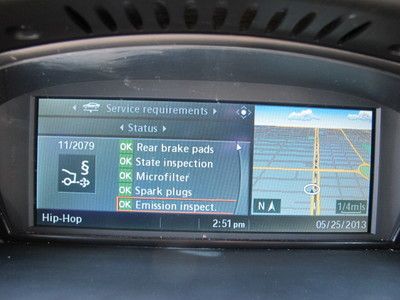 Service requirements
Status
11/2079
OK Rear brake pads
OK State inspection
§
OK Microfilter
OK Spark plugs
OK Emission inspect.
N
1/4mls
Hip-Hop
2:51 pm
05/25/2013